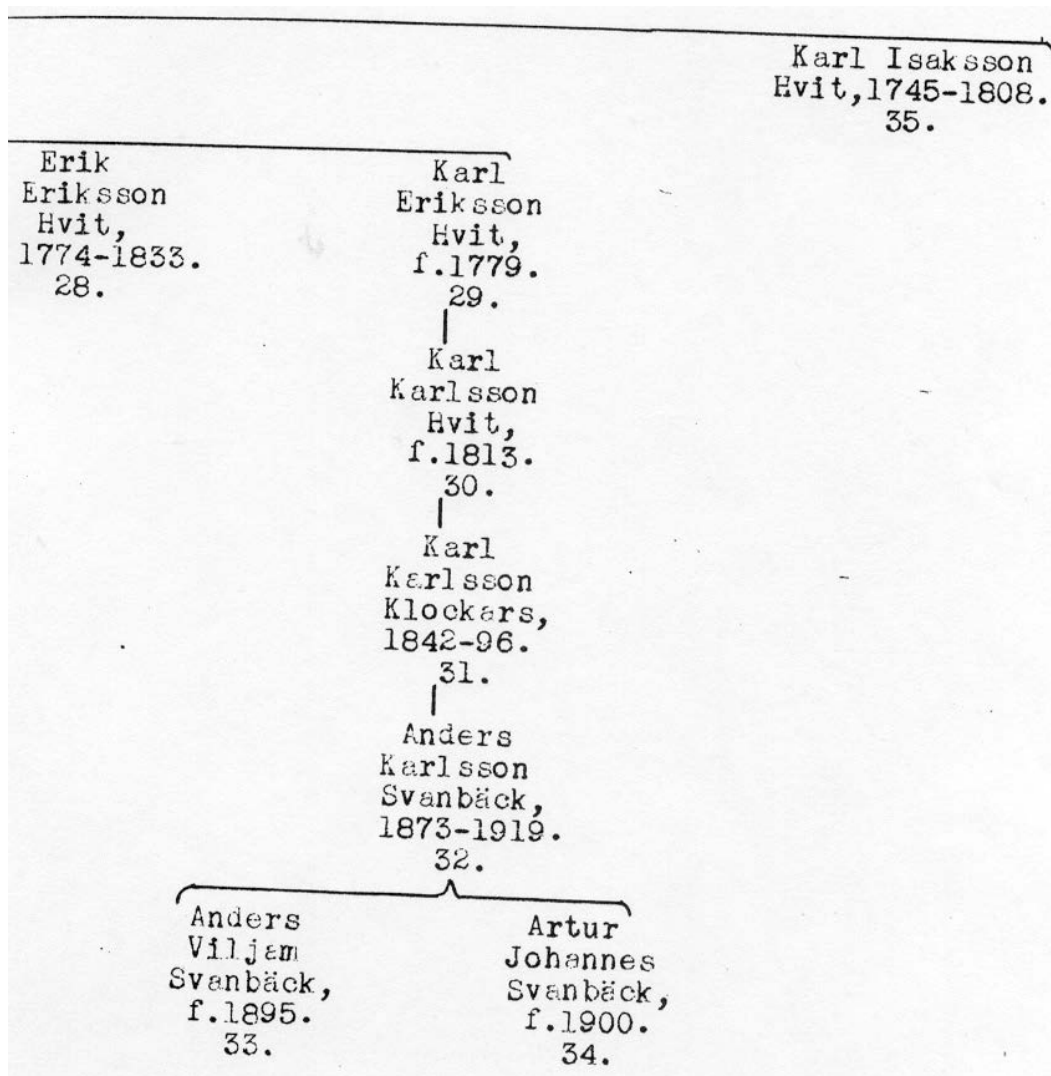 Karl Isaksson
Hvit,1745-1808.
35.
Erik
Eriksson
Hvit,
1774-1833.
28.
Karl
Eriksson
Hvit,
f.1779.
29.
Karl
Karlsson
Hvit,
f.1813.
30.
Karl
Karlsson
Klockars,
1842-96.
31.
Anders
Karlsson
Svanbäck,
1873-1919.
32.
Anders
Viljam
Svanbäck,
f.1895.
33.
Artur
Johannes
Svanbäck,
f.1900.
34.